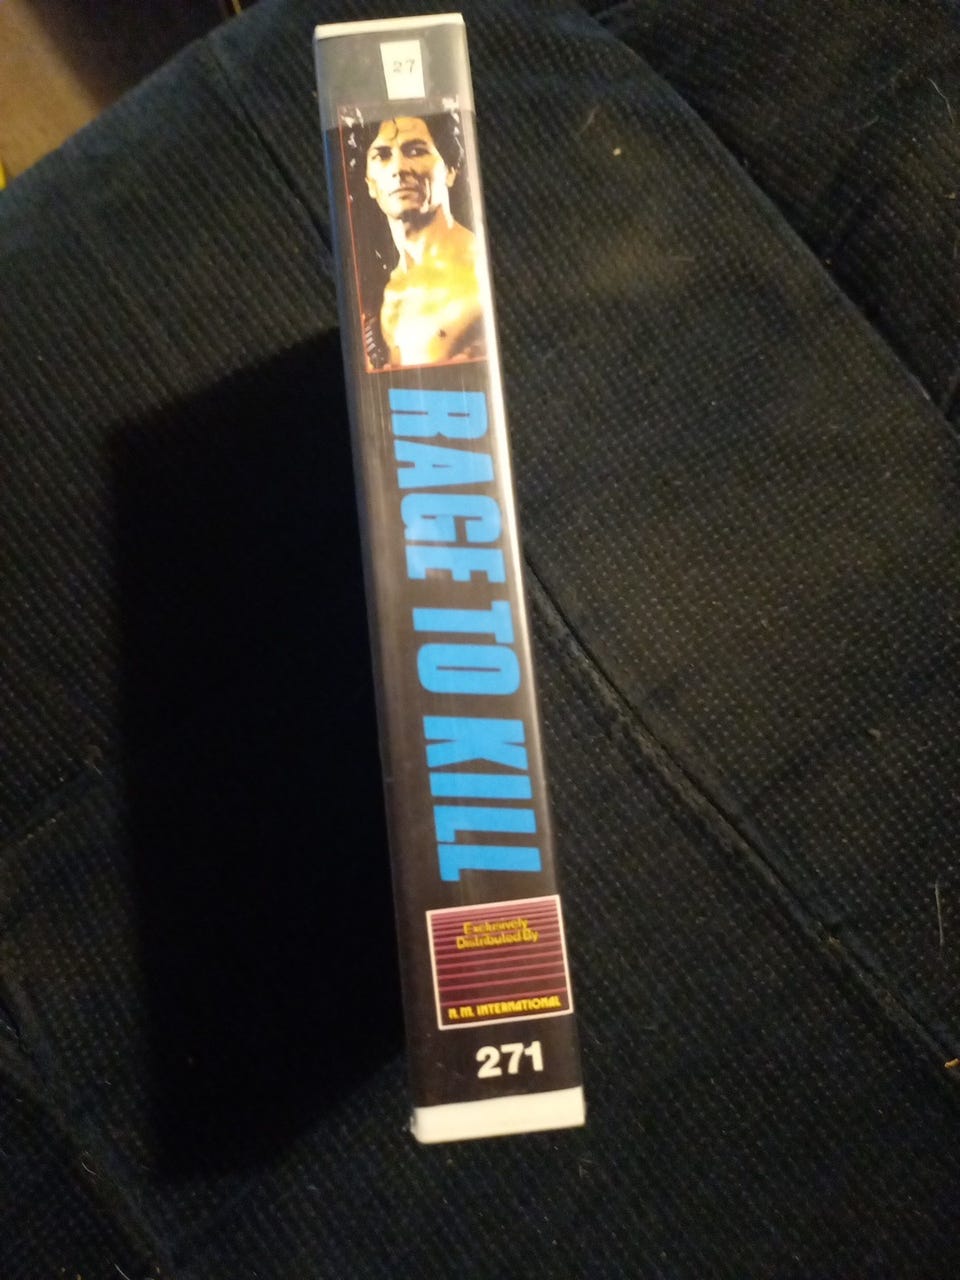 27
RAGE TO KILL
Exclusively
Distributed By
N.M. INTERNATIONAL
271